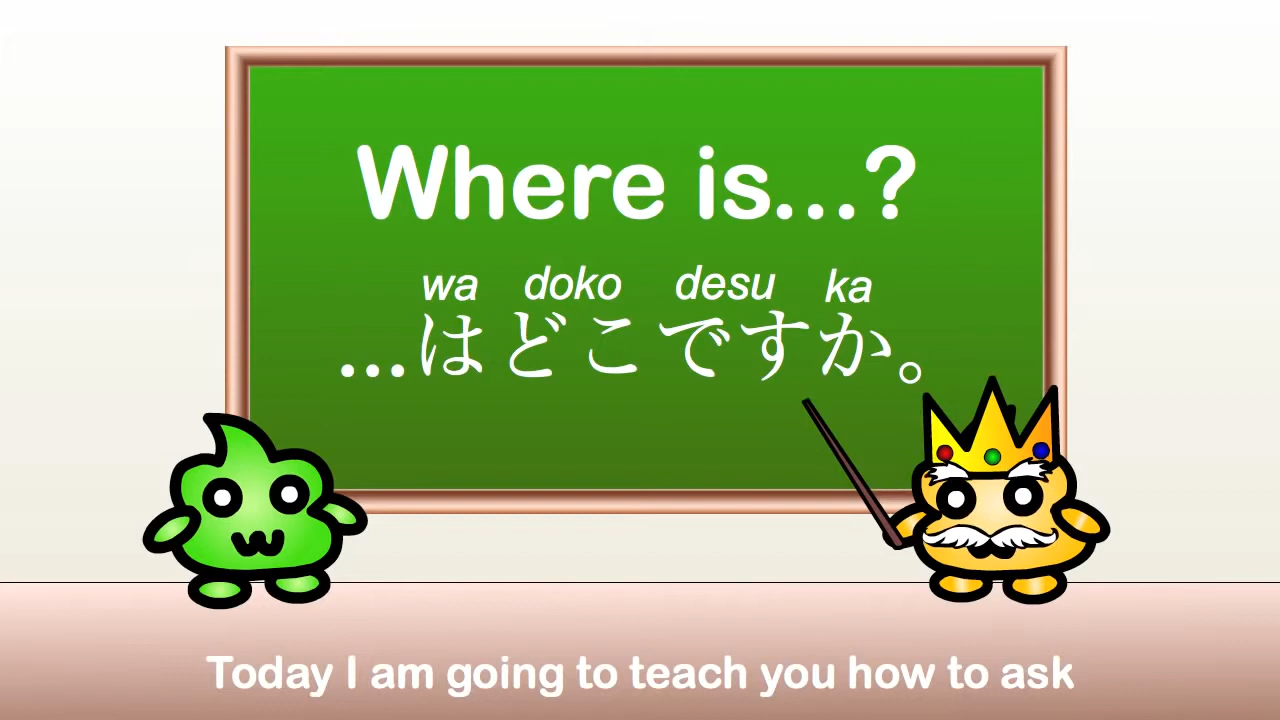 Where is...?
wa doko desu ka
...はどこですか。
Today I am going to teach you how to ask